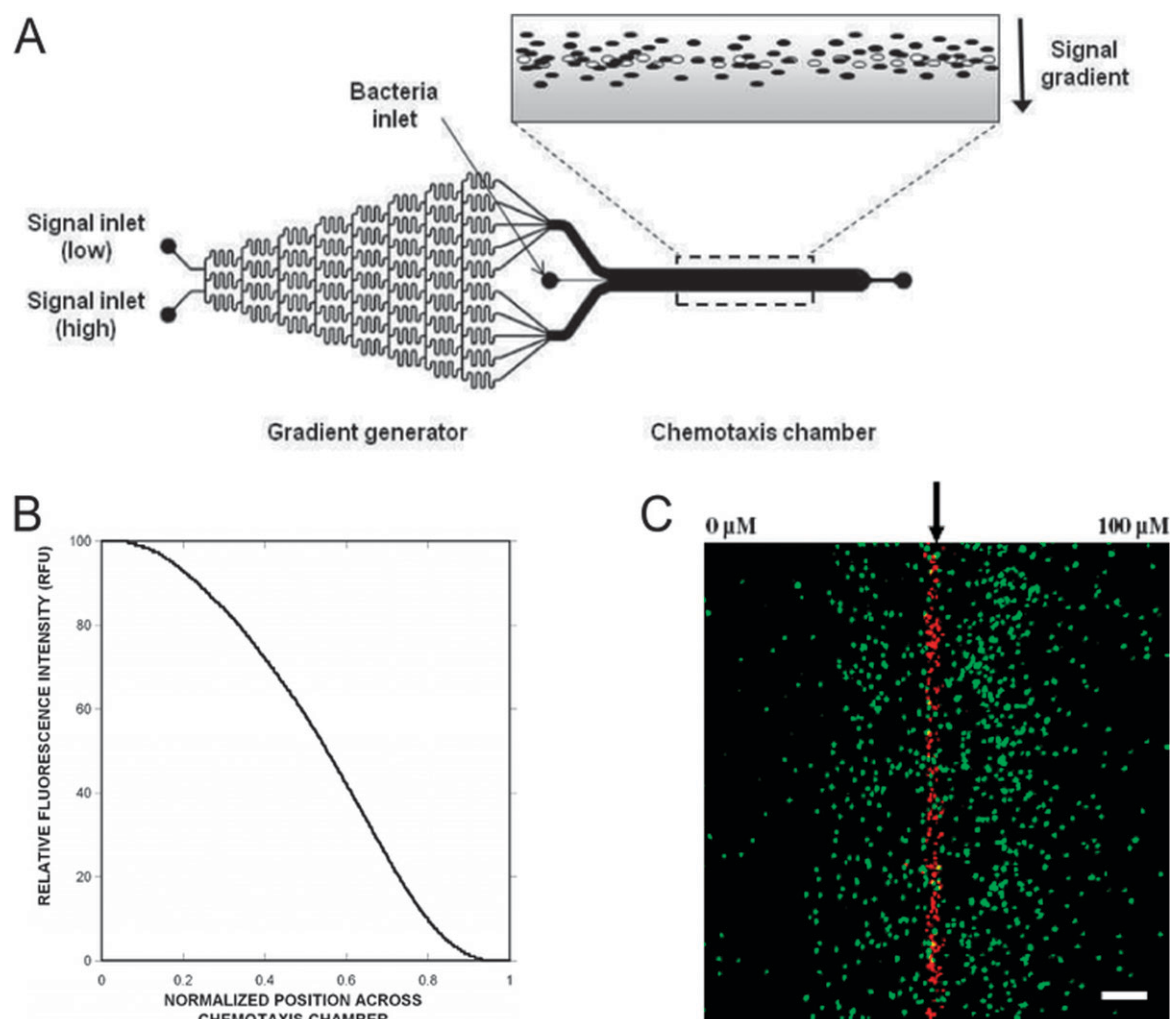 A
Signal
gradient
Bacteria
inlet
Signal inlet
(low)
Signal inlet
(high)
Gradient generator
Chemotaxis chamber
B
RELATIVE FLUORESCENCE INTENSITY (RFU)
100
80
60
40
20
0
0 0.2 0.4 0.6 0.8 1
NORMALIZED POSITION ACROSS
CHEMOTAXIS CHAMBER
C
0 µM 100 µM